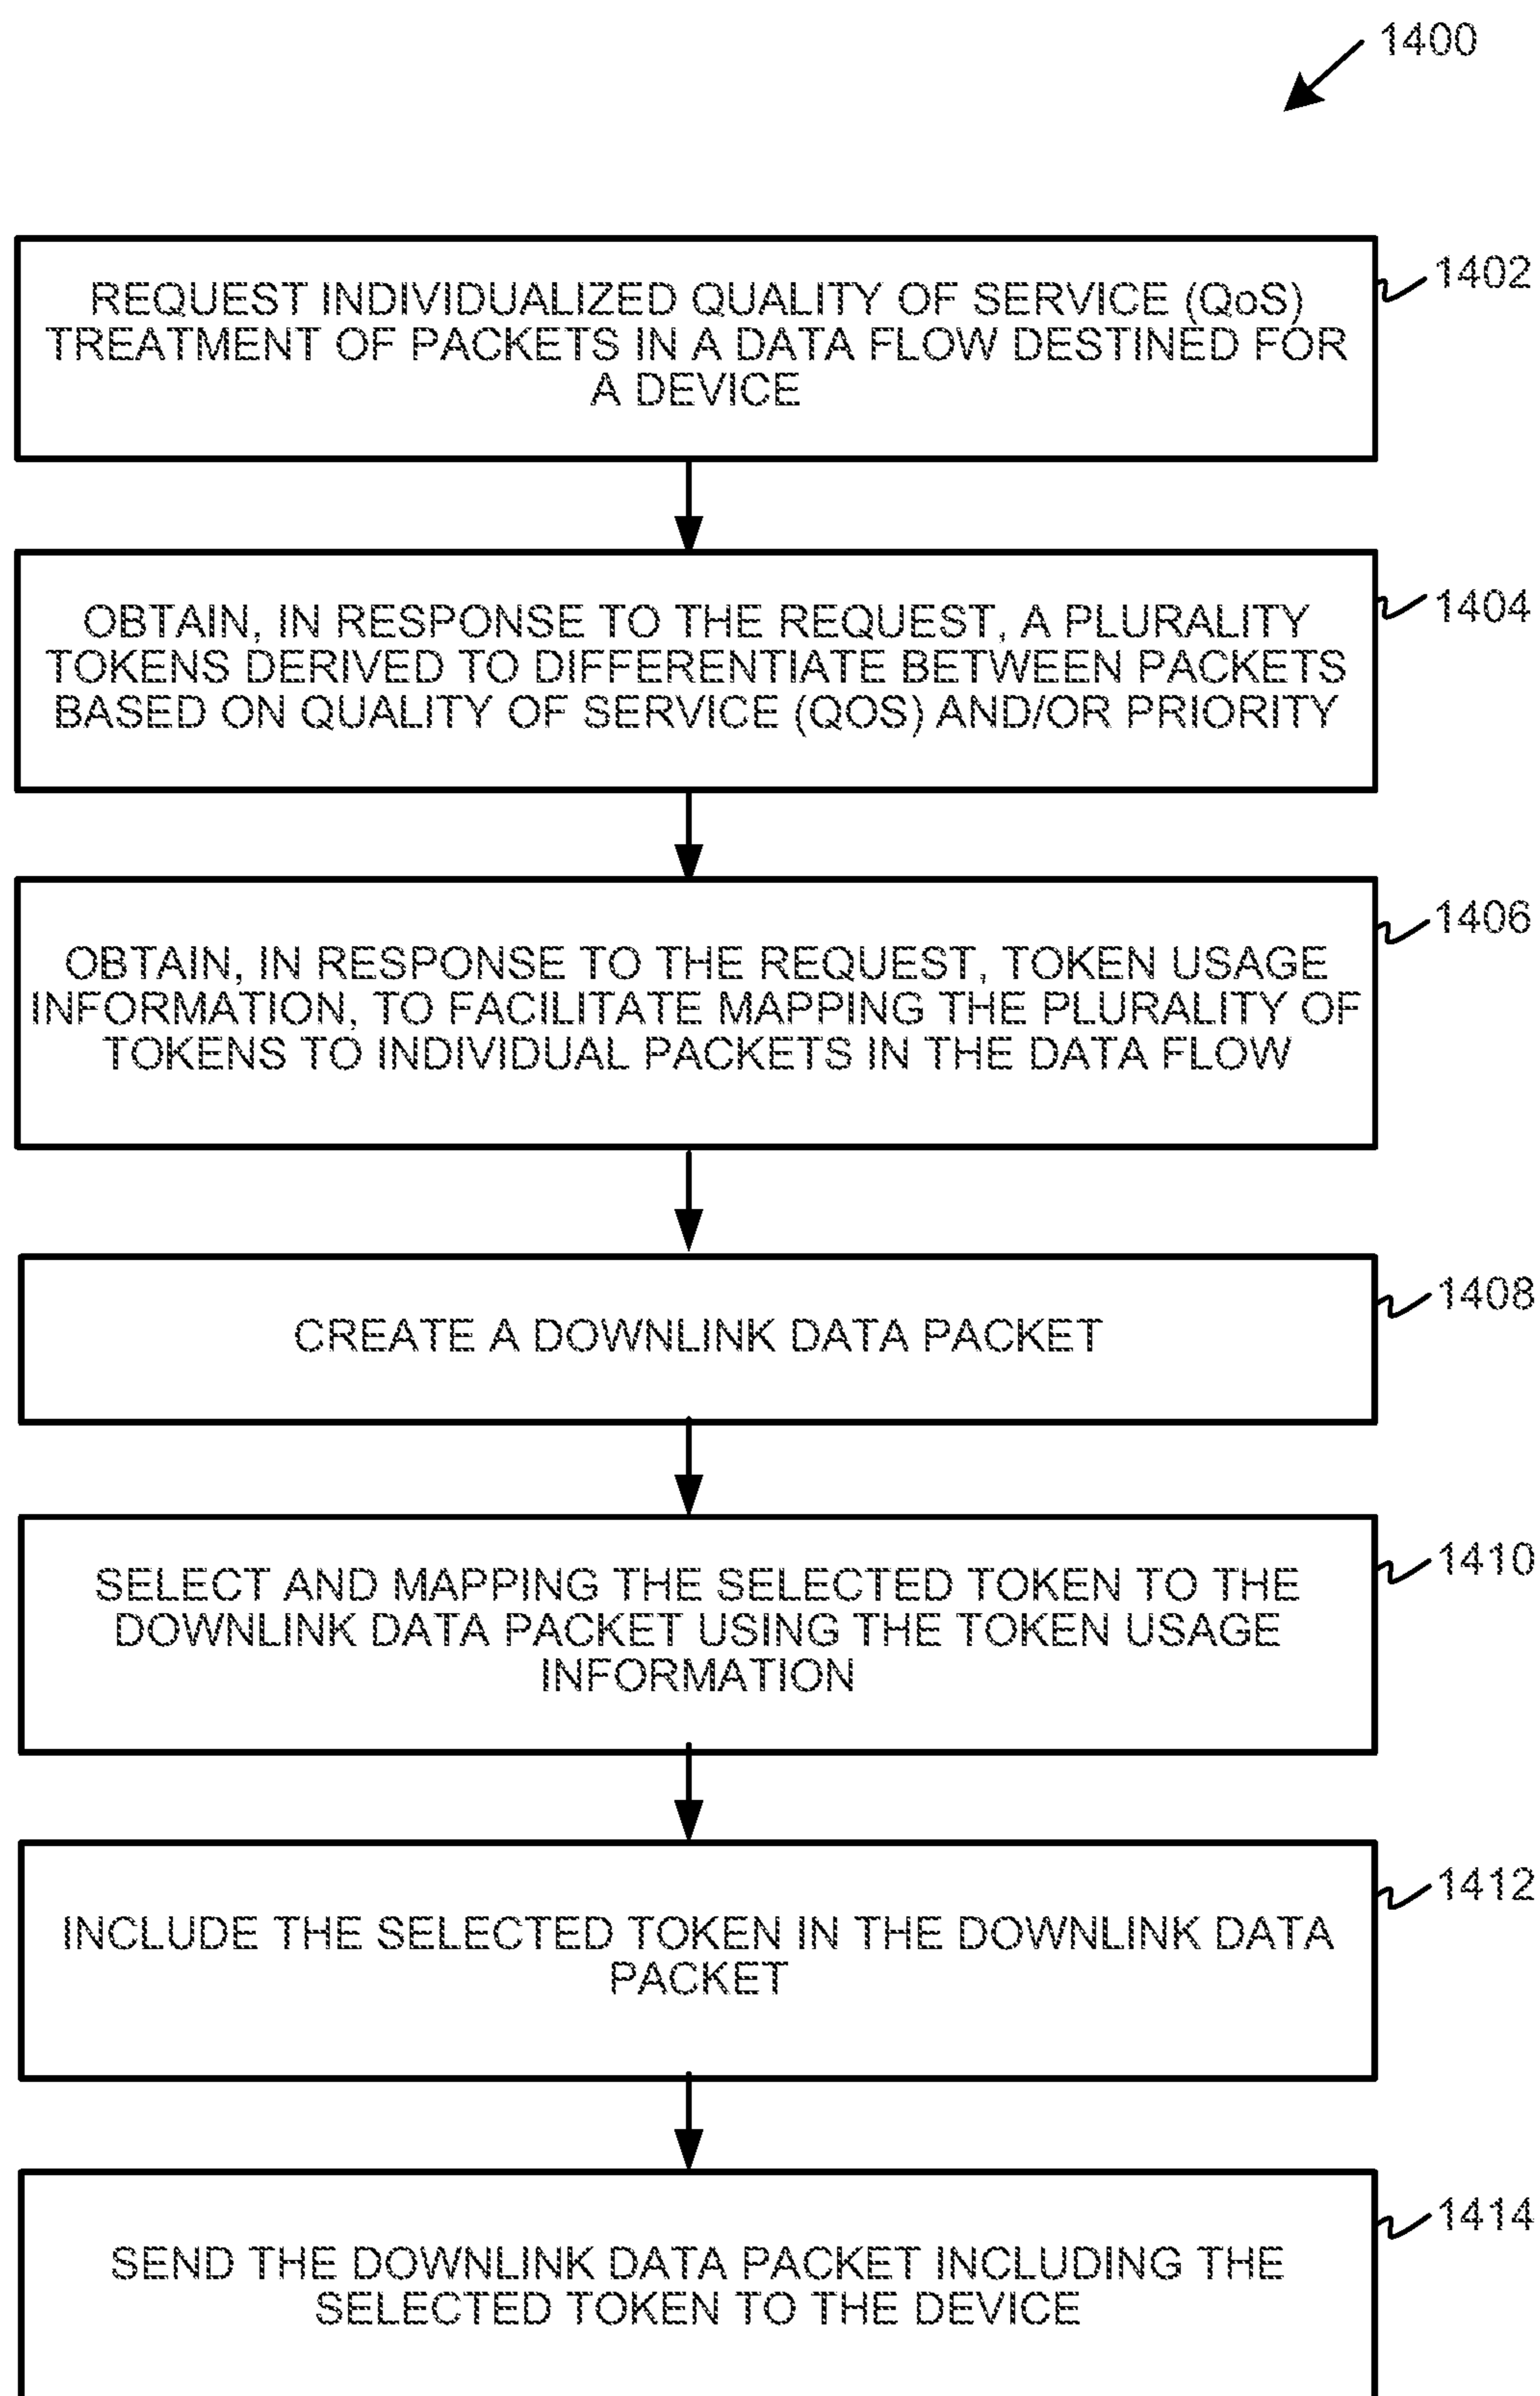 1400
REQUEST INDIVIDUALIZED QUALITY OF SERVICE (QoS)
TREATMENT OF PACKETS IN A DATA FLOW DESTINED FOR
A DEVICE
1402
OBTAIN, IN RESPONSE TO THE REQUEST, A PLURALITY
TOKENS DERIVED TO DIFFERENTIATE BETWEEN PACKETS
BASED ON QUALITY OF SERVICE (QOS) AND/OR PRIORITY
1404
OBTAIN, IN RESPONSE TO THE REQUEST, TOKEN USAGE
INFORMATION, TO FACILITATE MAPPING THE PLURALITY OF
TOKENS TO INDIVIDUAL PACKETS IN THE DATA FLOW
1406
CREATE A DOWNLINK DATA PACKET
1408
SELECT AND MAPPING THE SELECTED TOKEN TO THE
DOWNLINK DATA PACKET USING THE TOKEN USAGE
INFORMATION
1410
INCLUDE THE SELECTED TOKEN IN THE DOWNLINK DATA
PACKET
1412
SEND THE DOWNLINK DATA PACKET INCLUDING THE
SELECTED TOKEN TO THE DEVICE
1414